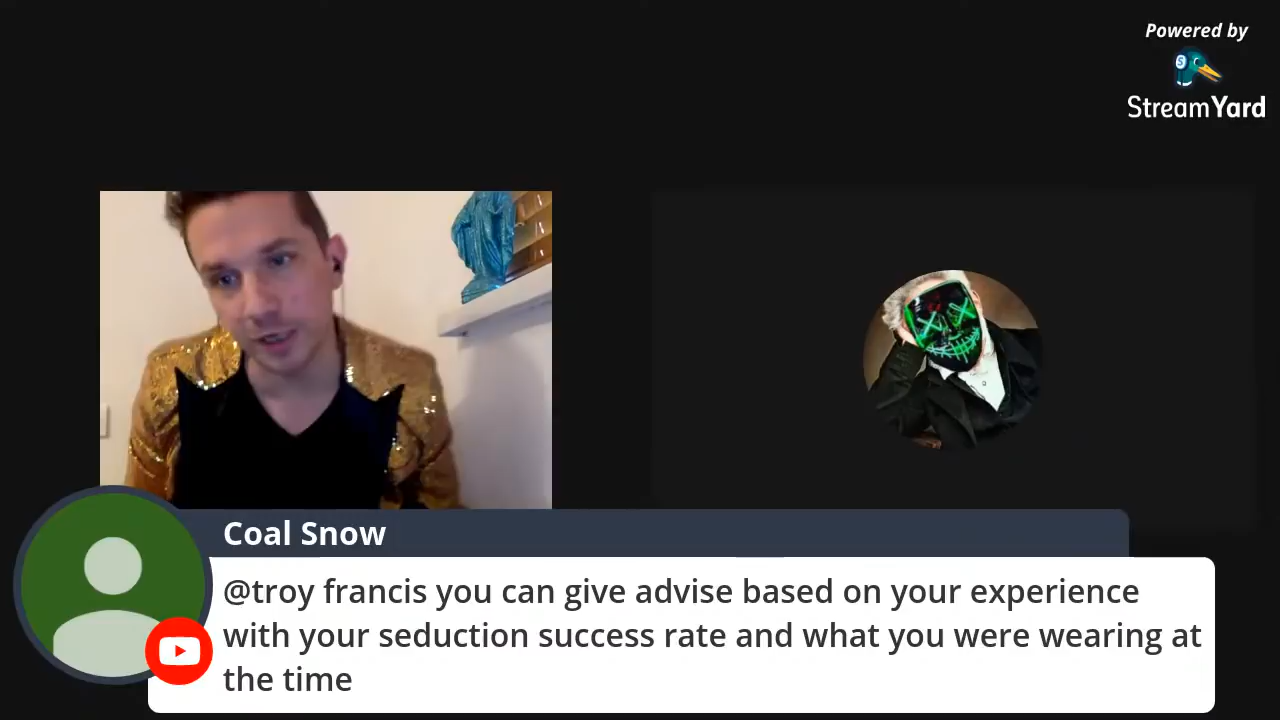 Powered by
StreamYard
Coal Snow
@troy francis you can give advise based on your experience
with your seduction success rate and what you were wearing at
the time